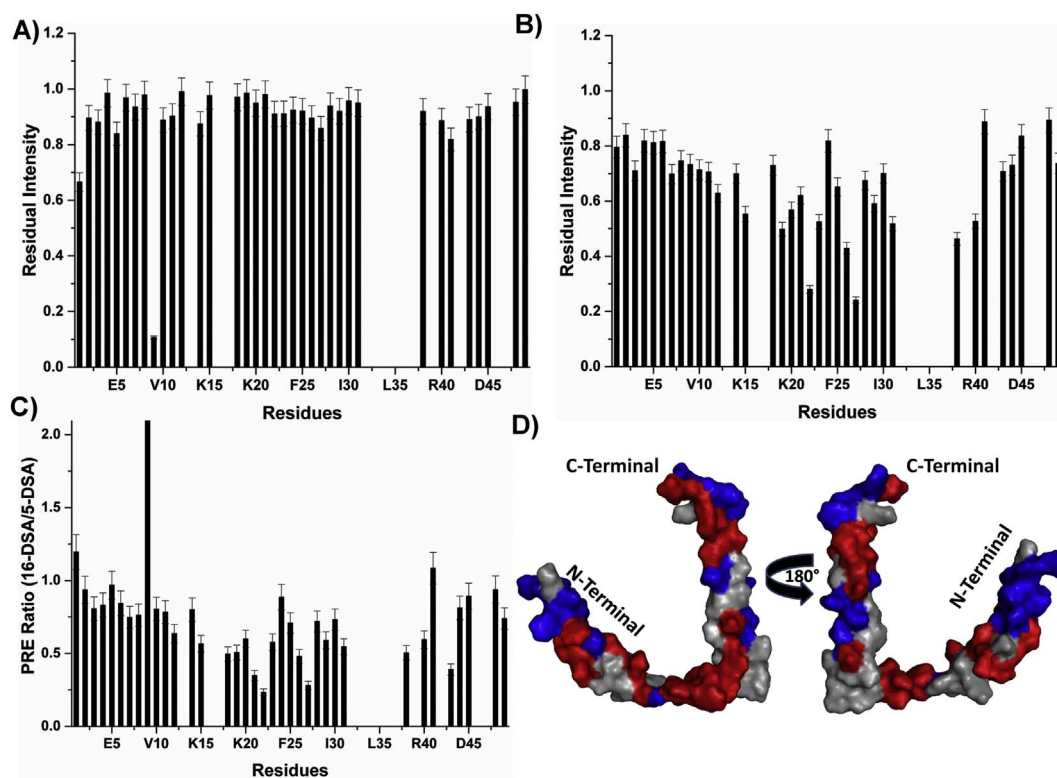 A)
1.2
1.0
0.8
0.6
0.4
0.2
0.0
Residual Intensity
E5 V10 K15 K20 F25 I30 L35 R40 D45
Residues
B)
1.2
1.0
0.8
0.6
0.4
0.2
0.0
Residual Intensity
E5 V10 K15 K20 F25 I30 L35 R40 D45
Residues
C)
2.0
1.5
1.0
0.5
0.0
PRE Ratio (16-DSA/5-DSA)
E5 V10 K15 K20 F25 I30 L35 R40 D45
Residues
D)
C-Terminal
N-Terminal
180°
C-Terminal
N-Terminal